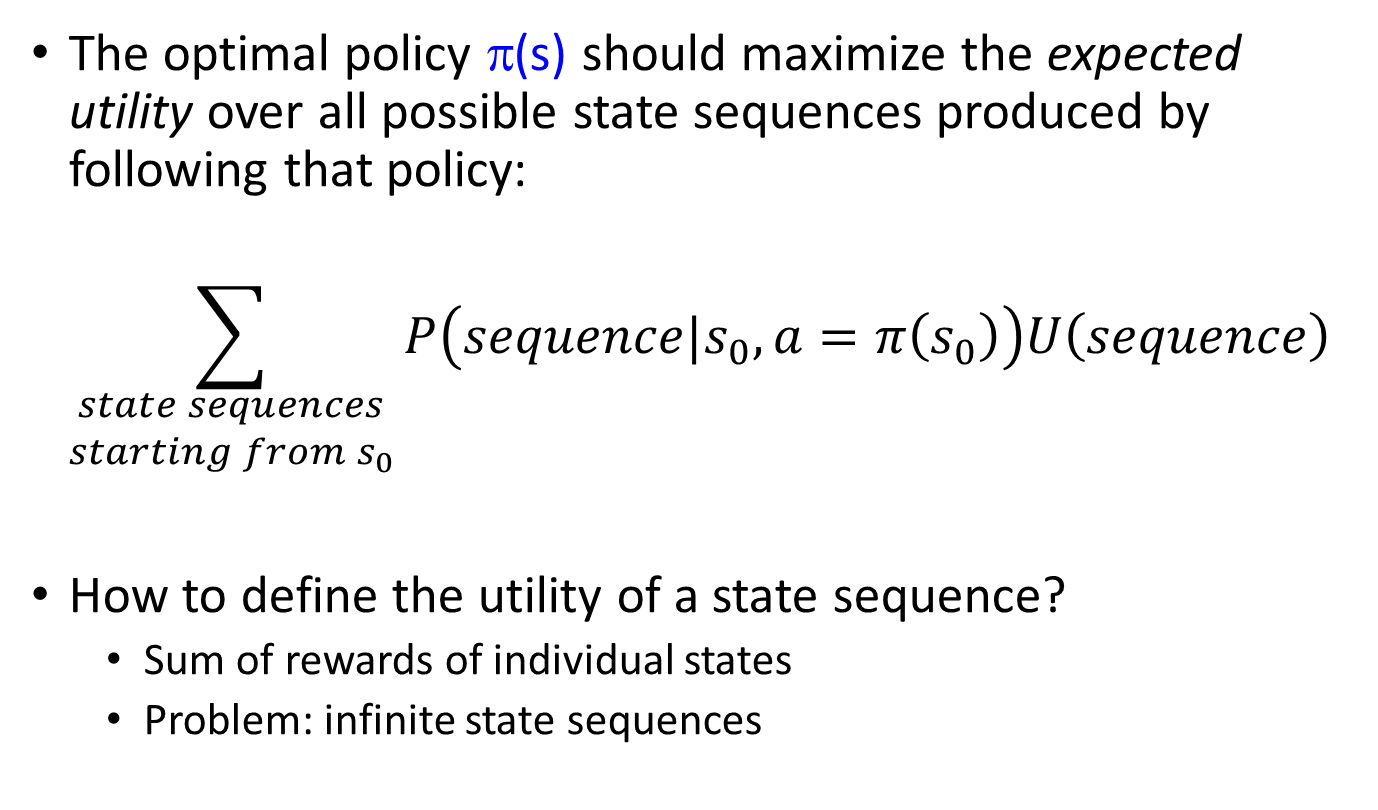 • The optimal policy π(s) should maximize the expected
utility over all possible state sequences produced by
following that policy:
∑ P(sequence|s₀, a = π(s₀))U(sequence)
state sequences
starting from s₀
• How to define the utility of a state sequence?
• Sum of rewards of individual states
• Problem: infinite state sequences